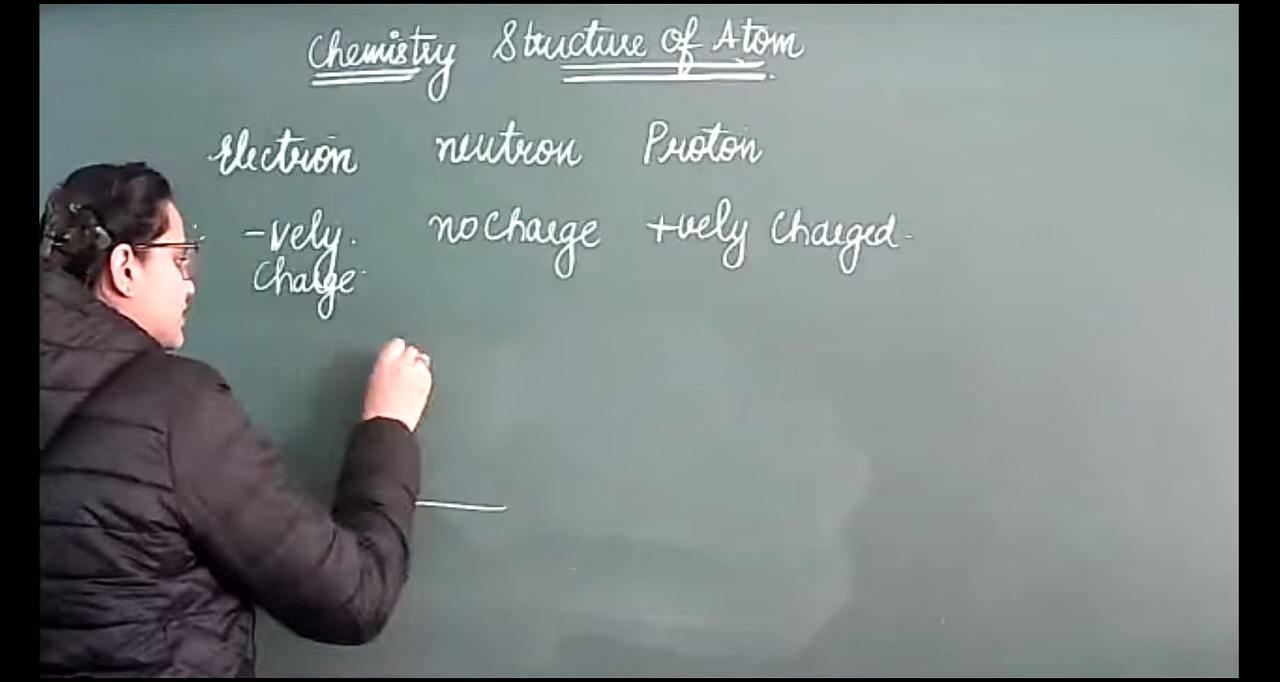 Chemistry Structure of Atom
Electron neutron Proton
-vely. no charge +vely Charged
Charge